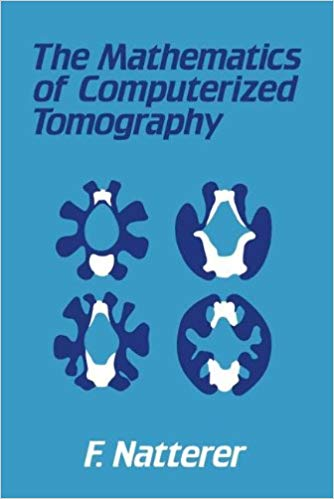 The Mathematics
of Computerized
Tomography
F. Natterer